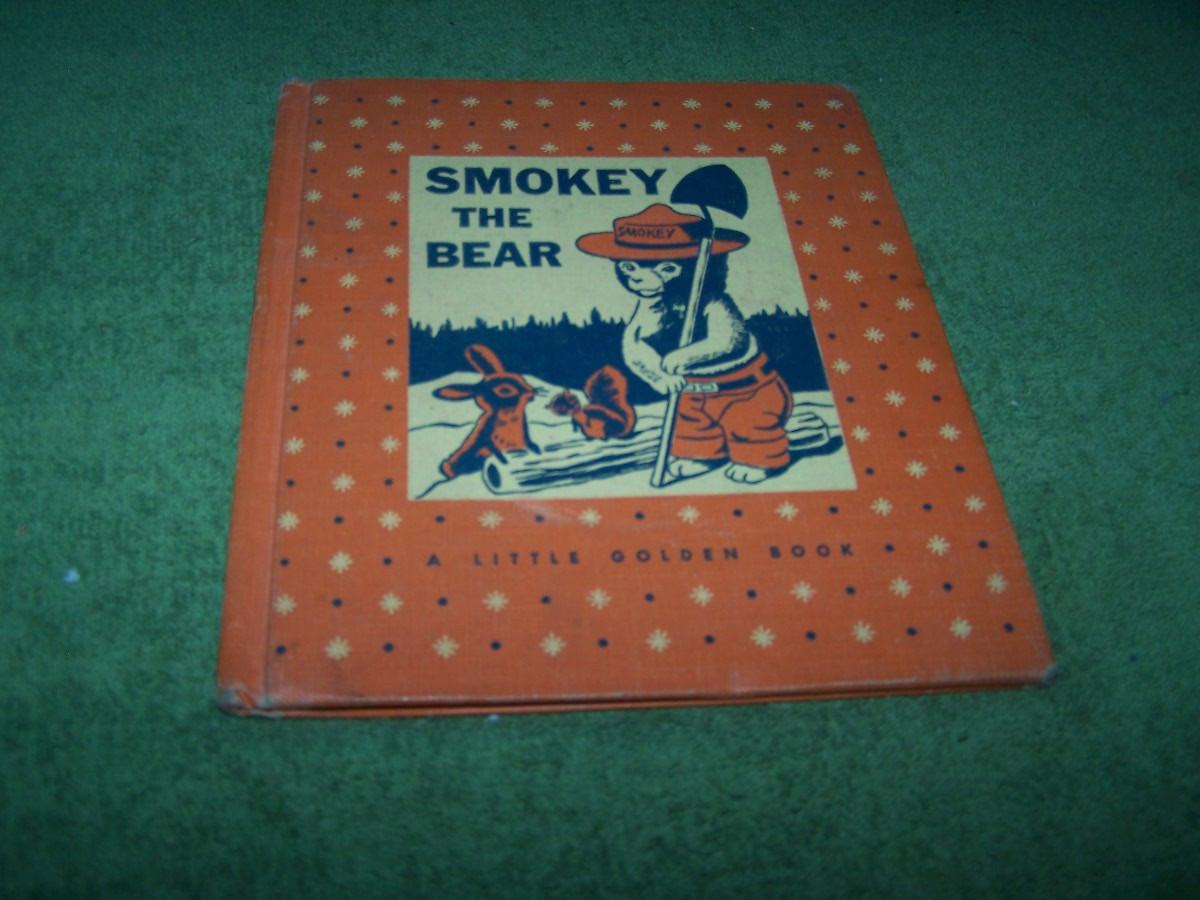 SMOKEY
THE
BEAR
SMOKEY
A LITTLE GOLDEN BOOK